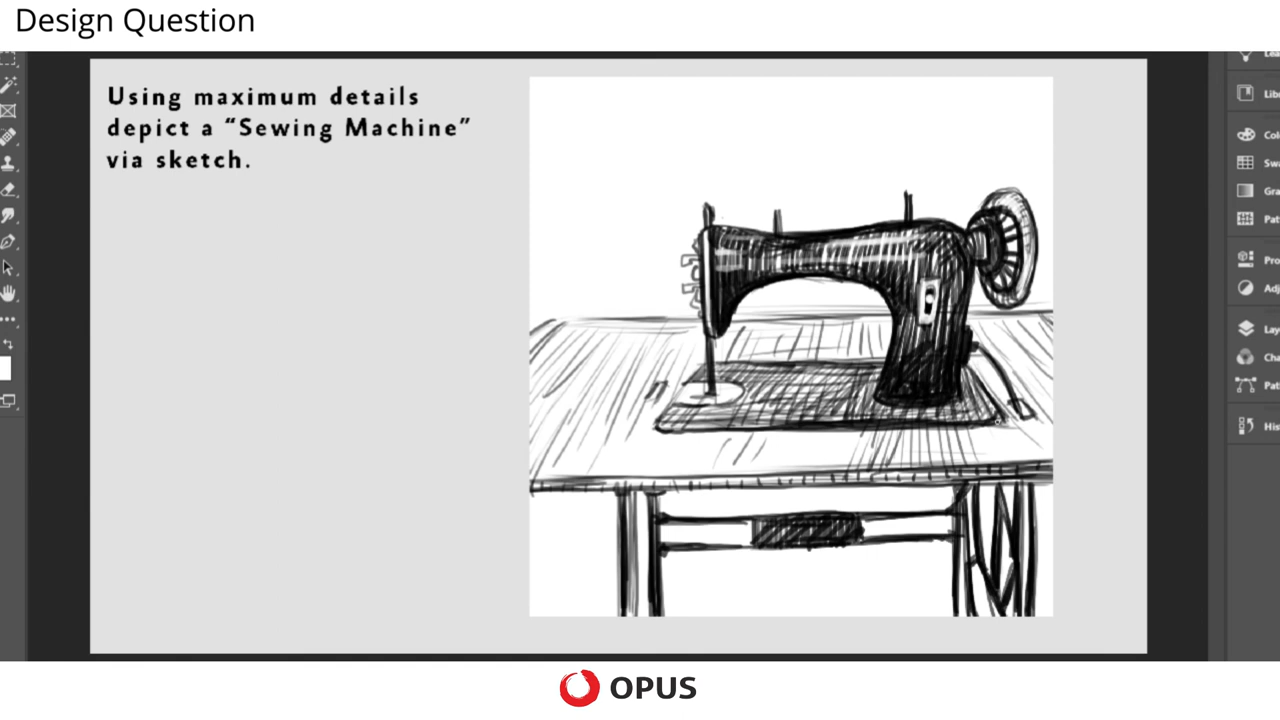 Design Question
Using maximum details
depict a “Sewing Machine”
via sketch.
OPUS